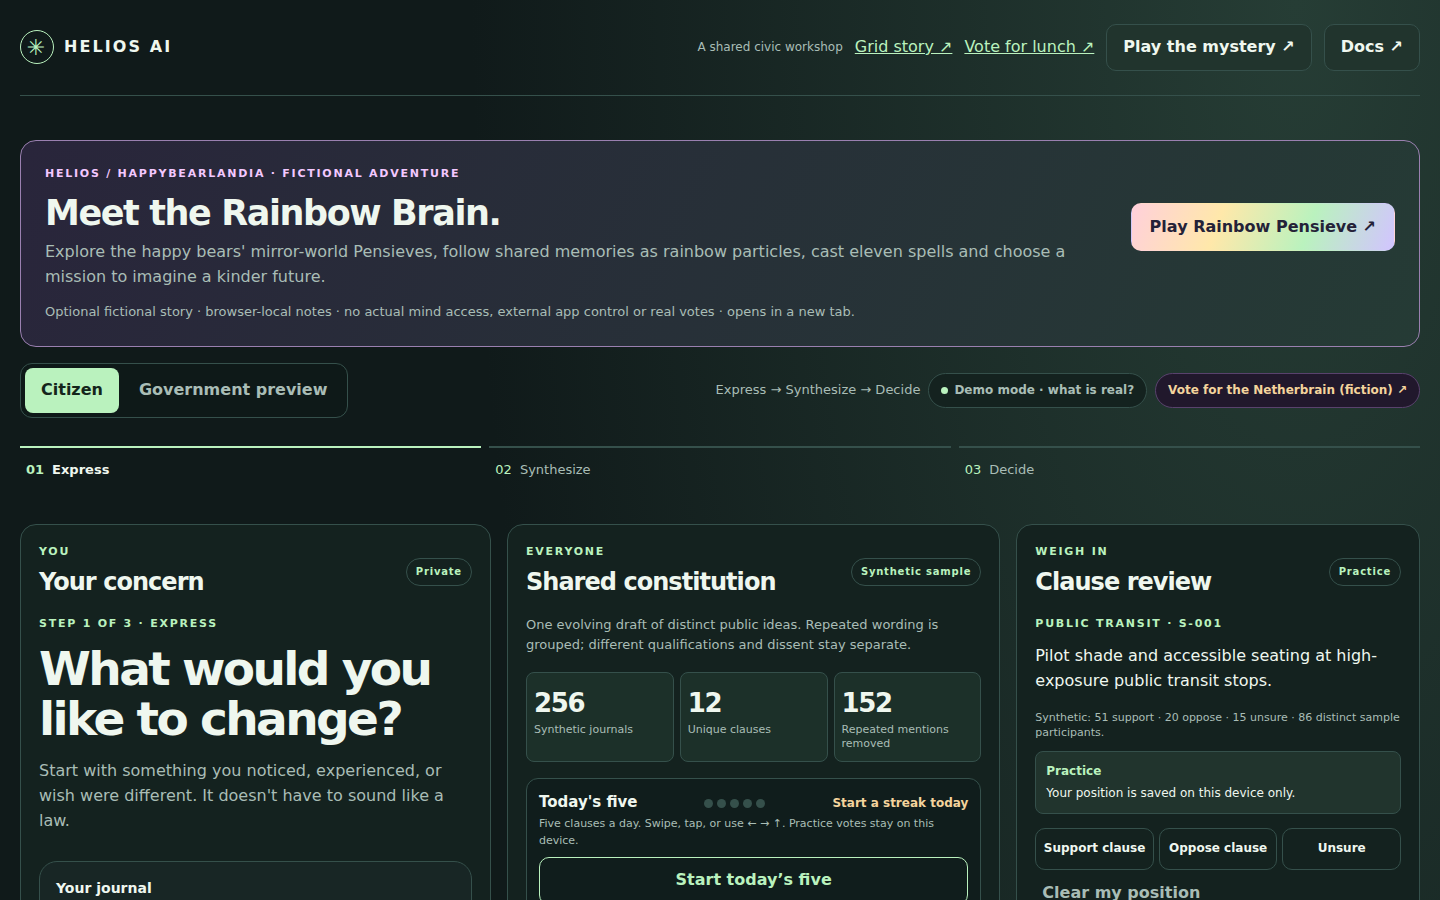 HELIOS AI
A shared civic workshop
Grid story ↗
Vote for lunch ↗
Play the mystery ↗
Docs ↗
HELIOS / HAPPYBEARLANDIA · FICTIONAL ADVENTURE
Meet the Rainbow Brain.
Explore the happy bears' mirror-world Pensieves, follow shared memories as rainbow particles, cast eleven spells and choose a
mission to imagine a kinder future.
Optional fictional story · browser-local notes · no actual mind access, external app control or real votes · opens in a new tab.
Play Rainbow Pensieve ↗
Citizen
Government preview
Express → Synthesize → Decide
Demo mode · what is real?
Vote for the Netherbrain (fiction) ↗
01 Express
02 Synthesize
03 Decide
YOU
Your concern
Private
STEP 1 OF 3 · EXPRESS
What would you
like to change?
Start with something you noticed, experienced, or
wish were different. It doesn't have to sound like a
law.
Your journal
EVERYONE
Shared constitution
Synthetic sample
One evolving draft of distinct public ideas. Repeated wording is
grouped; different qualifications and dissent stay separate.
256
Synthetic journals
12
Unique clauses
152
Repeated mentions
removed
Today's five
Start a streak today
Five clauses a day. Swipe, tap, or use ← → ↑. Practice votes stay on this
device.
Start today’s five
WEIGH IN
Clause review
Practice
PUBLIC TRANSIT · S-001
Pilot shade and accessible seating at high-
exposure public transit stops.
Synthetic: 51 support · 20 oppose · 15 unsure · 86 distinct sample
participants.
Practice
Your position is saved on this device only.
Support clause
Oppose clause
Unsure
Clear my position